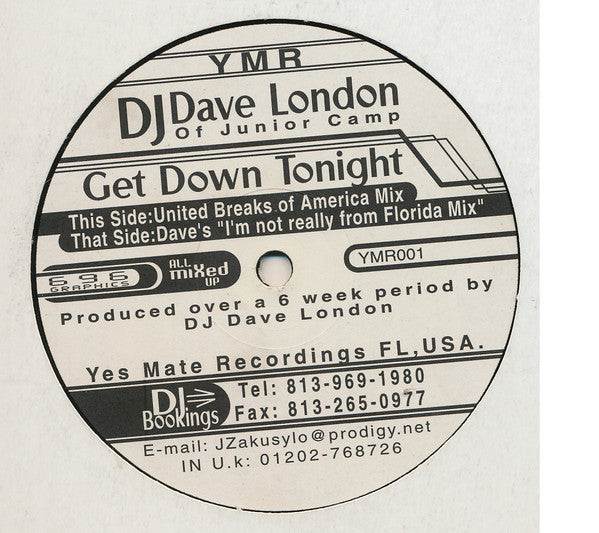 YMR
DJ Dave London
Of Junior Camp
Get Down Tonight
This Side:United Breaks of America Mix
That Side:Dave's "I'm not really from Florida Mix"
696
GRAPHICS
ALL
miXed
UP
YMR001
Produced over a 6 week period by
DJ Dave London
Yes Mate Recordings FL,USA.
DJ
Bookings
Tel: 813-969-1980
Fax: 813-265-0977
E-mail: JZakusylo@prodigy.net
IN U.k: 01202-768726